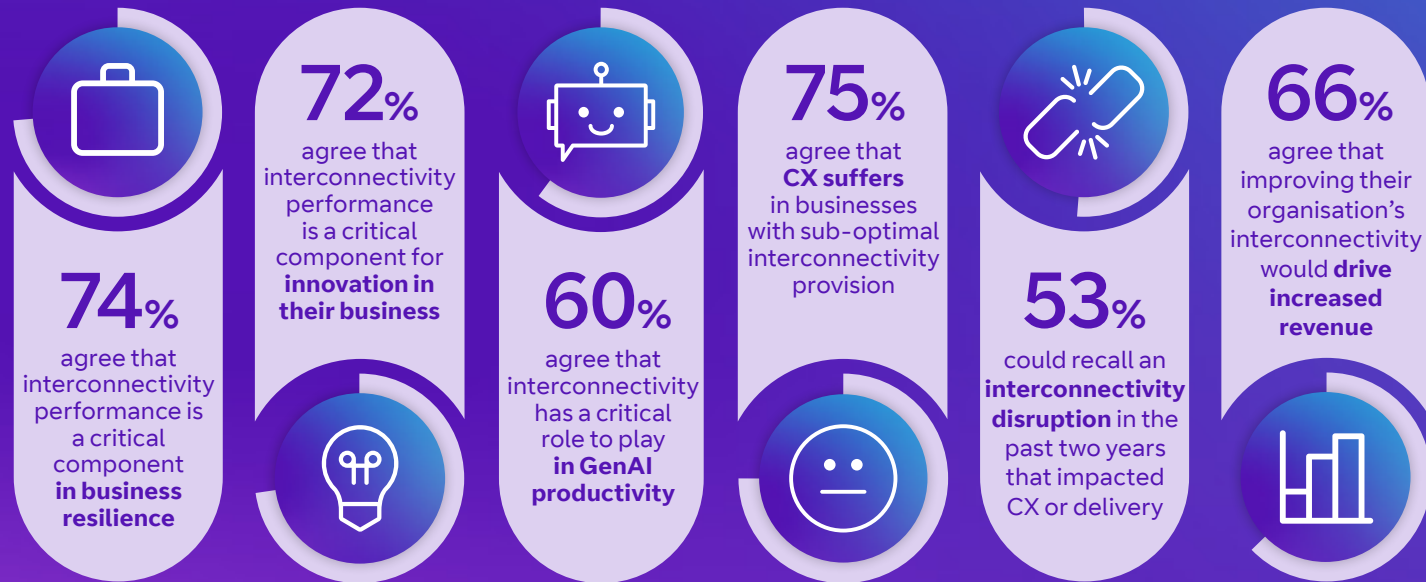 74%
agree that
interconnectivity
performance is
a critical
component
in business
resilience
72%
agree that
interconnectivity
performance
is a critical
component for
innovation in
their business
60%
agree that
interconnectivity
has a critical
role to play
in GenAI
productivity
75%
agree that
CX suffers
in businesses
with sub-optimal
interconnectivity
provision
53%
could recall an
interconnectivity
disruption in the
past two years
that impacted
CX or delivery
66%
agree that
improving their
organisation’s
interconnectivity
would drive
increased
revenue